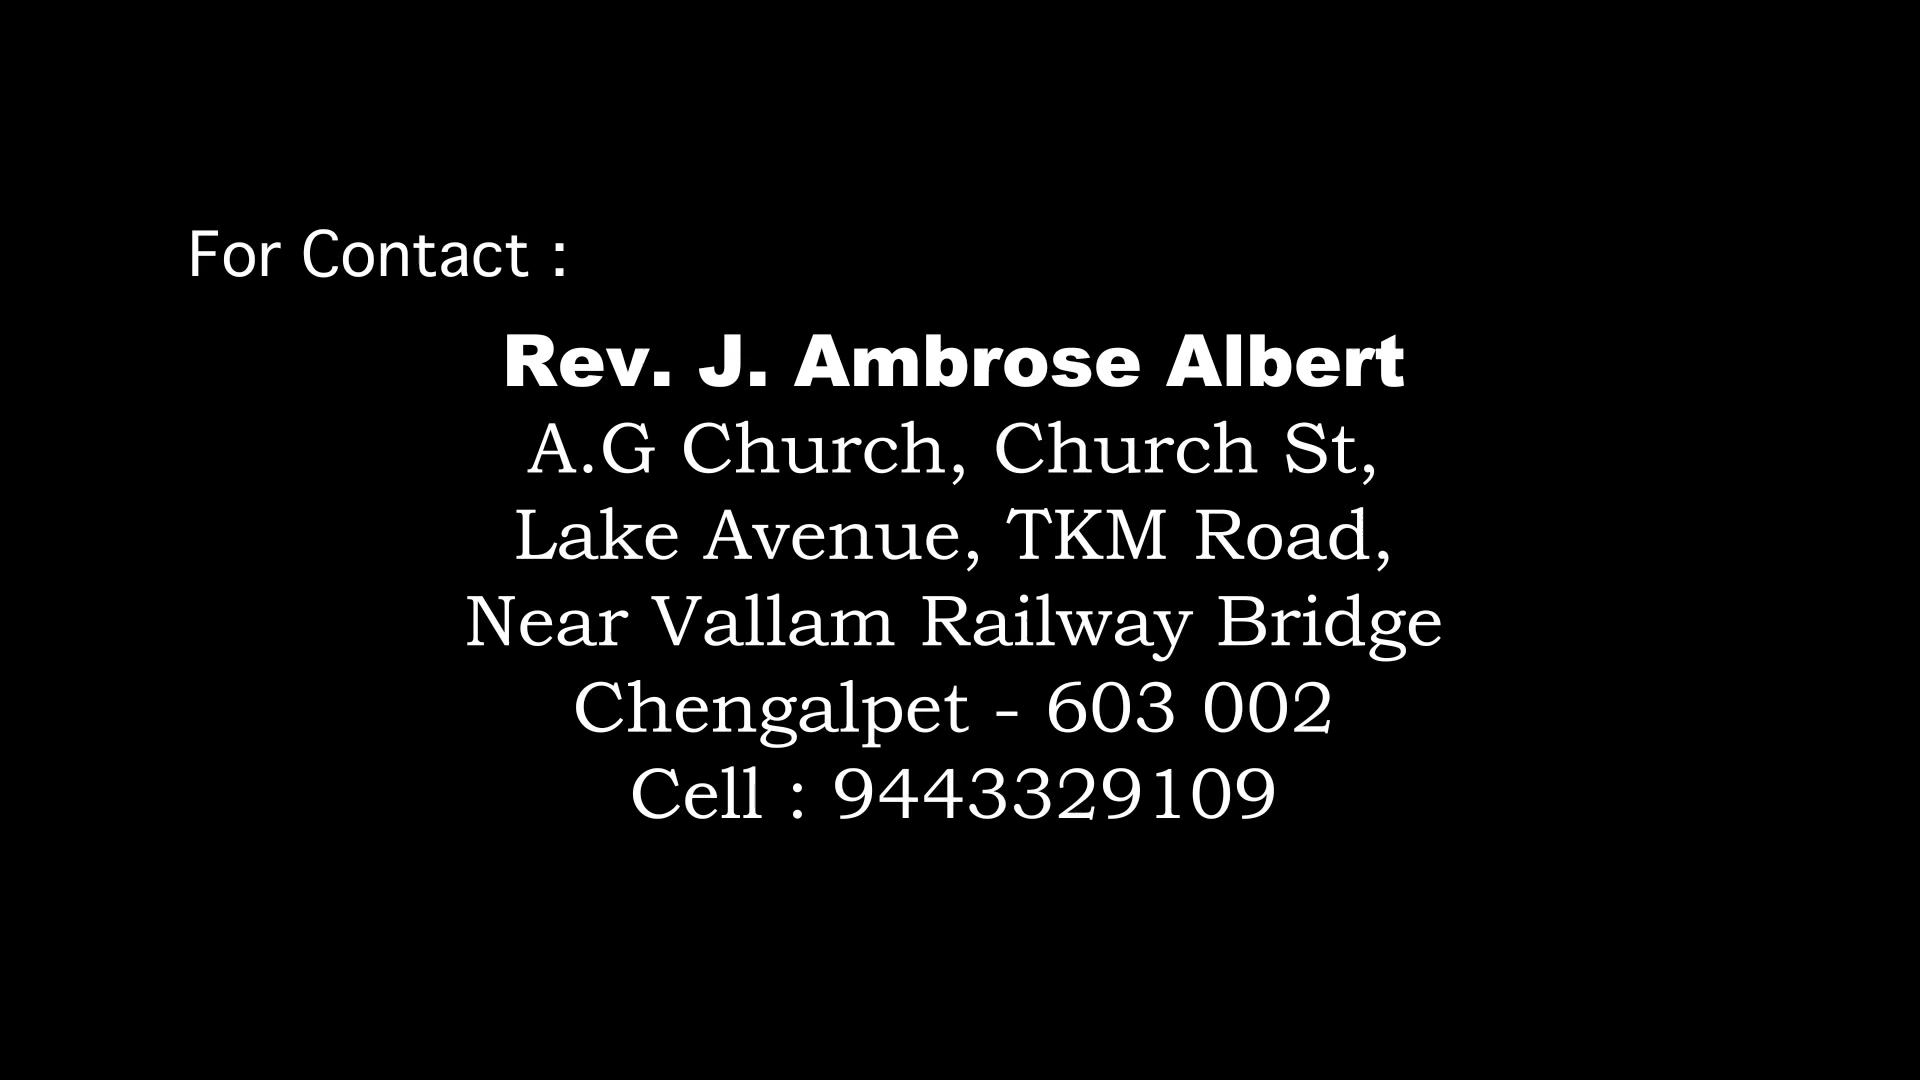 For Contact :
Rev. J. Ambrose Albert
A.G Church, Church St,
Lake Avenue, TKM Road,
Near Vallam Railway Bridge
Chengalpet - 603 002
Cell : 9443329109